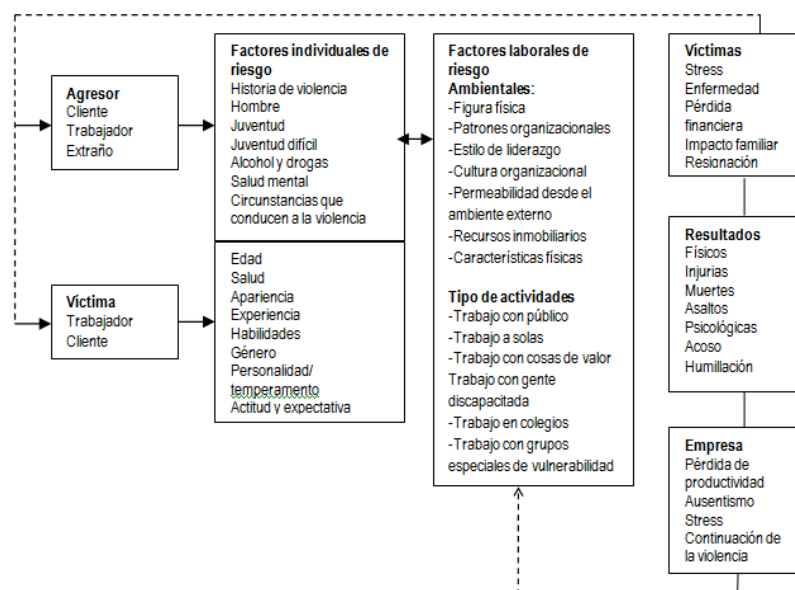 Agresor
Cliente
Trabajador
Extraño
Víctima
Trabajador
Cliente
Factores individuales de
riesgo
Historia de violencia
Hombre
Juventud
Juventud difícil
Alcohol y drogas
Salud mental
Circunstancias que
conducen a la violencia
Edad
Salud
Apariencia
Experiencia
Habilidades
Género
Personalidad/
temperamento
Actitud y expectativa
Factores laborales de
riesgo
Ambientales:
-Figura física
-Patrones organizacionales
-Estilo de liderazgo
-Cultura organizacional
-Permeabilidad desde el
ambiente externo
-Recursos inmobiliarios
-Características físicas
Tipo de actividades
-Trabajo con público
-Trabajo a solas
-Trabajo con cosas de valor
Trabajo con gente
discapacitada
-Trabajo en colegios
-Trabajo con grupos
especiales de vulnerabilidad
Víctimas
Stress
Enfermedad
Pérdida
financiera
Impacto familiar
Resignación
Resultados
Físicos
Injurias
Muertes
Asaltos
Psicológicas
Acoso
Humillación
Empresa
Pérdida de
productividad
Ausentismo
Stress
Continuación de
la violencia